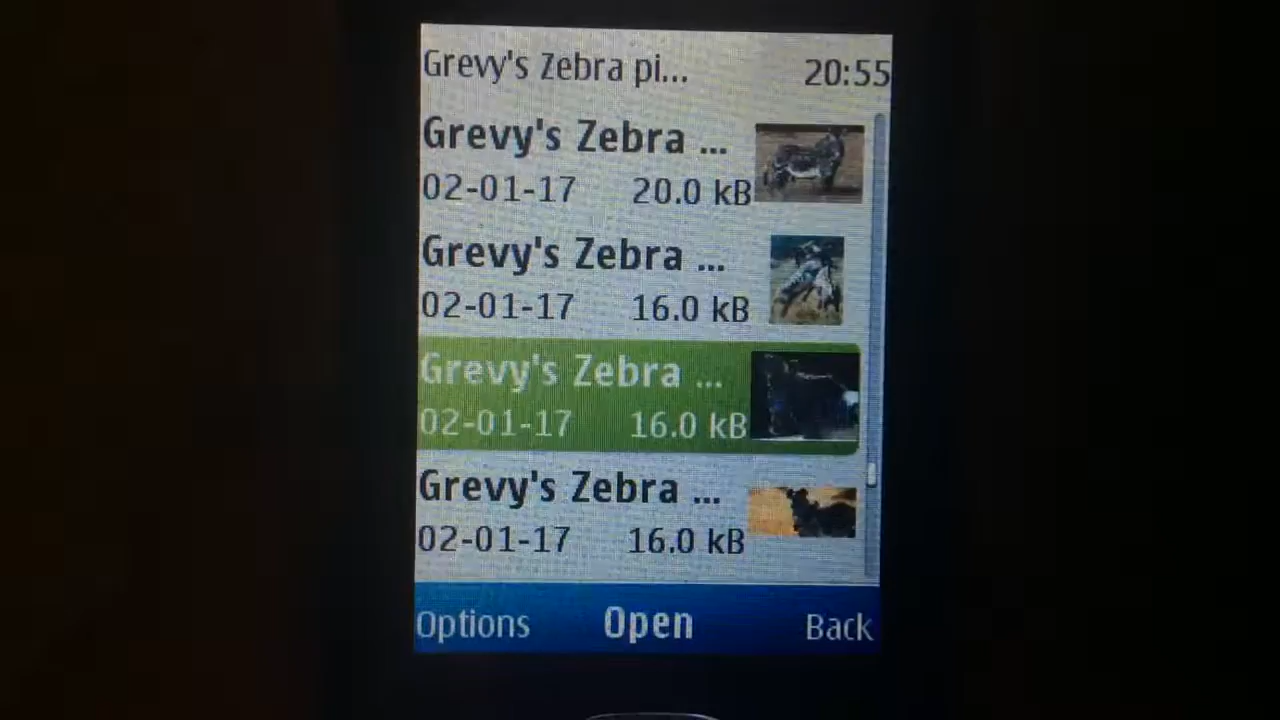 Grevy's Zebra pi... 20:55
Grevy's Zebra ...
02-01-17 20.0 kB
Grevy's Zebra ...
02-01-17 16.0 kB
Grevy's Zebra ...
02-01-17 16.0 kB
Grevy's Zebra ...
02-01-17 16.0 kB
Options Open Back